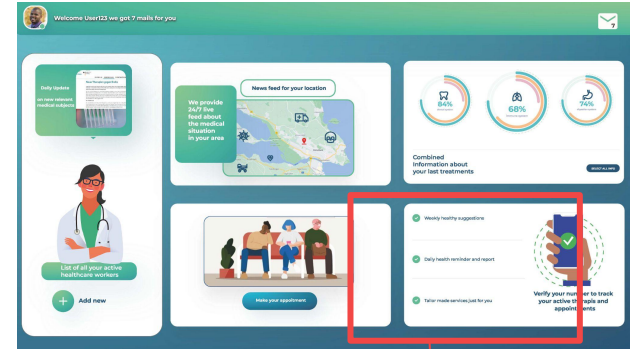 Welcome User123 we got 7 mails for you
7
Daily Update
on new relevant
medical subjects
List of all your active
healthcare workers
Add new
News feed for your location
We provide
24/7 live
feed about
the medical
situation
in your area
Make your appoitment
84%
68%
74%
Combined
Information about
your last treatments
SELECT ALL INFO
Weekly healthy suggestions
Daily health reminder and report
Tailor made services,just for you
Verify your number to track
your active therapis and
appointments